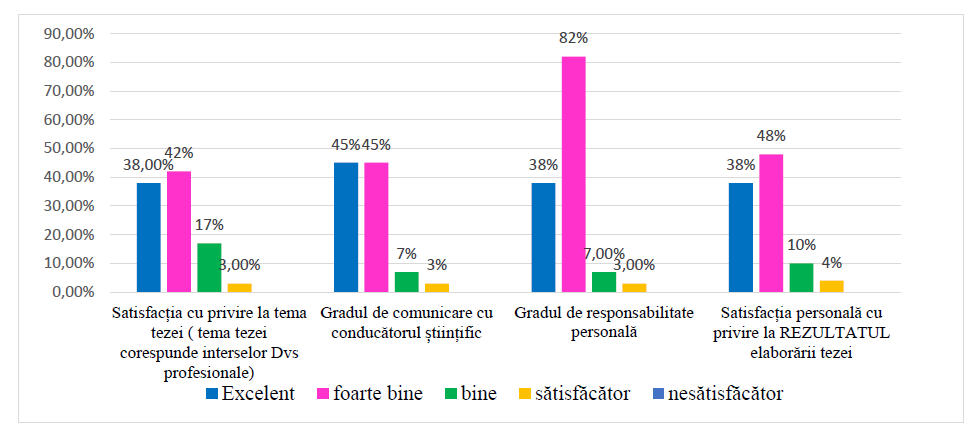 90,00%
80,00%
70,00%
60,00%
50,00%
40,00%
30,00%
20,00%
10,00%
0,00%
38,00%
42%
17%
3,00%
45%
45%
7%
3%
38%
82%
7,00%
3,00%
38%
48%
10%
4%
Satisfacția cu privire la tema
tezei ( tema tezei
corespunde interselor Dvs
profesionale)
Gradul de comunicare cu
conducătorul științific
Gradul de responsabilitate
personală
Satisfacția personală cu
privire la REZULTATUL
elaborării tezei
Excelent foarte bine bine sătisfăcător nesătisfăcător